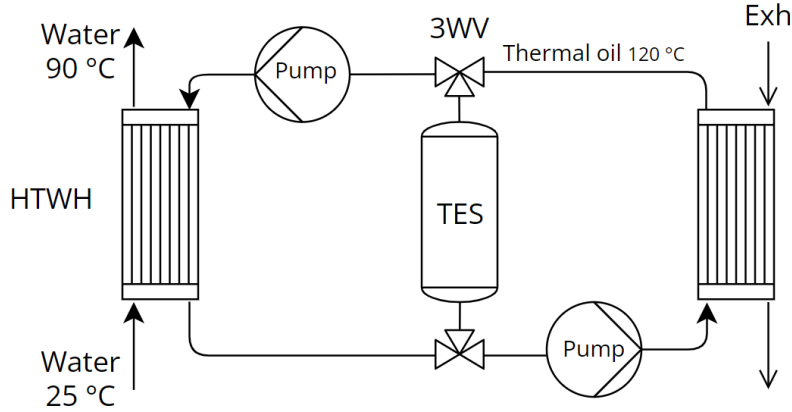 Water
90 °C
Pump
3WV
Thermal oil 120 °C
Exh
HTWH
TES
Water
25 °C
Pump